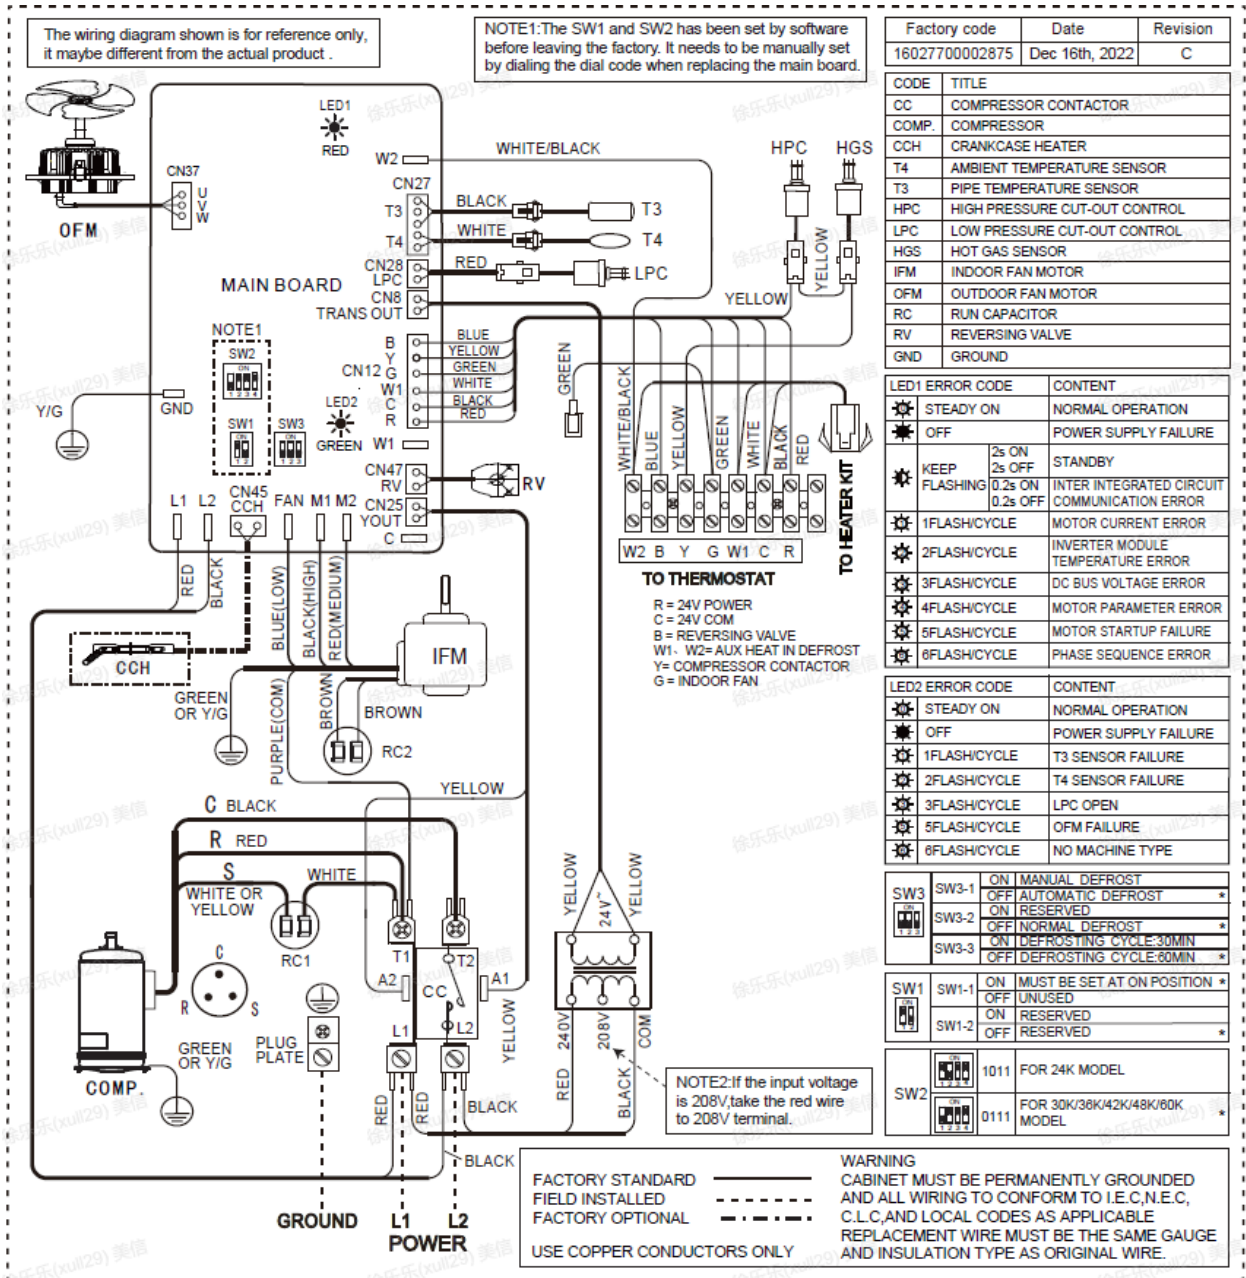 The wiring diagram shown is for reference only,
it maybe different from the actual product .
NOTE1:The SW1 and SW2 has been set by software
before leaving the factory. It needs to be manually set
by dialing the dial code when replacing the main board.
Factory code Date Revision
16027700002875 Dec 16th, 2022 C
CODE TITLE
CC COMPRESSOR CONTACTOR
COMP. COMPRESSOR
CCH CRANKCASE HEATER
T4 AMBIENT TEMPERATURE SENSOR
T3 PIPE TEMPERATURE SENSOR
HPC HIGH PRESSURE CUT-OUT CONTROL
LPC LOW PRESSURE CUT-OUT CONTROL
HGS HOT GAS SENSOR
IFM INDOOR FAN MOTOR
OFM OUTDOOR FAN MOTOR
RC RUN CAPACITOR
RV REVERSING VALVE
GND GROUND
LED1 ERROR CODE CONTENT
STEADY ON NORMAL OPERATION
OFF POWER SUPPLY FAILURE
KEEP FLASHING 2s ON 2s OFF STANDBY
0.2s ON 0.2s OFF INTER INTEGRATED CIRCUIT COMMUNICATION ERROR
1FLASH/CYCLE MOTOR CURRENT ERROR
2FLASH/CYCLE INVERTER MODULE TEMPERATURE ERROR
3FLASH/CYCLE DC BUS VOLTAGE ERROR
4FLASH/CYCLE MOTOR PARAMETER ERROR
5FLASH/CYCLE MOTOR STARTUP FAILURE
6FLASH/CYCLE PHASE SEQUENCE ERROR
LED2 ERROR CODE CONTENT
STEADY ON NORMAL OPERATION
OFF POWER SUPPLY FAILURE
1FLASH/CYCLE T3 SENSOR FAILURE
2FLASH/CYCLE T4 SENSOR FAILURE
3FLASH/CYCLE LPC OPEN
5FLASH/CYCLE OFM FAILURE
6FLASH/CYCLE NO MACHINE TYPE
SW3 SW3-1 ON MANUAL DEFROST
OFF AUTOMATIC DEFROST *
SW3-2 ON RESERVED
OFF NORMAL DEFROST *
SW3-3 ON DEFROSTING CYCLE:30MIN
OFF DEFROSTING CYCLE:60MIN *
SW1 SW1-1 ON MUST BE SET AT ON POSITION *
OFF UNUSED
SW1-2 ON RESERVED
OFF RESERVED *
SW2 1011 FOR 24K MODEL
0111 FOR 30K/36K/42K/48K/60K MODEL *
OFM
CN37
U
V
W
LED1
RED
MAIN BOARD
W2
WHITE/BLACK
CN27
T3
BLACK
T3
T4
WHITE
T4
CN28
LPC
RED
LPC
CN8
TRANS OUT
HPC HGS
YELLOW
YELLOW
NOTE1
SW2
ON
1 2 3 4
SW1
ON
1 2
SW3
ON
1 2 3
LED2
GREEN
CN12
B BLUE
Y YELLOW
G GREEN
W1 WHITE
C BLACK
R RED
W1
CN47
RV
RV
CN25
YOUT
C
Y/G
GND
L1 L2
CN45
CCH
FAN M1 M2
RED
BLACK
BLUE(LOW)
BLACK(HIGH)
RED(MEDIUM)
GREEN
WHITE/BLACK
BLUE
YELLOW
GREEN
WHITE
BLACK
RED
W2 B Y G W1 C R
TO THERMOSTAT
TO HEATER KIT
R = 24V POWER
C = 24V COM
B = REVERSING VALVE
W1、W2= AUX HEAT IN DEFROST
Y= COMPRESSOR CONTACTOR
G = INDOOR FAN
CCH
GREEN
OR Y/G
IFM
PURPLE(COM)
BROWN
BROWN
RC2
YELLOW
C BLACK
R RED
S
WHITE OR
YELLOW
WHITE
RC1
T1
T2
A2
CC
A1
L1
L2
YELLOW
C
R
S
COMP.
GREEN
OR Y/G
PLUG
PLATE
YELLOW
YELLOW
24V~
240V
208V
COM
RED
BLACK
NOTE2:If the input voltage
is 208V,take the red wire
to 208V terminal.
RED
RED
BLACK
BLACK
GROUND L1 L2
POWER
FACTORY STANDARD
FIELD INSTALLED
FACTORY OPTIONAL
USE COPPER CONDUCTORS ONLY
WARNING
CABINET MUST BE PERMANENTLY GROUNDED
AND ALL WIRING TO CONFORM TO I.E.C,N.E.C,
C.L.C,AND LOCAL CODES AS APPLICABLE
REPLACEMENT WIRE MUST BE THE SAME GAUGE
AND INSULATION TYPE AS ORIGINAL WIRE.
徐乐乐(xull29) 美信